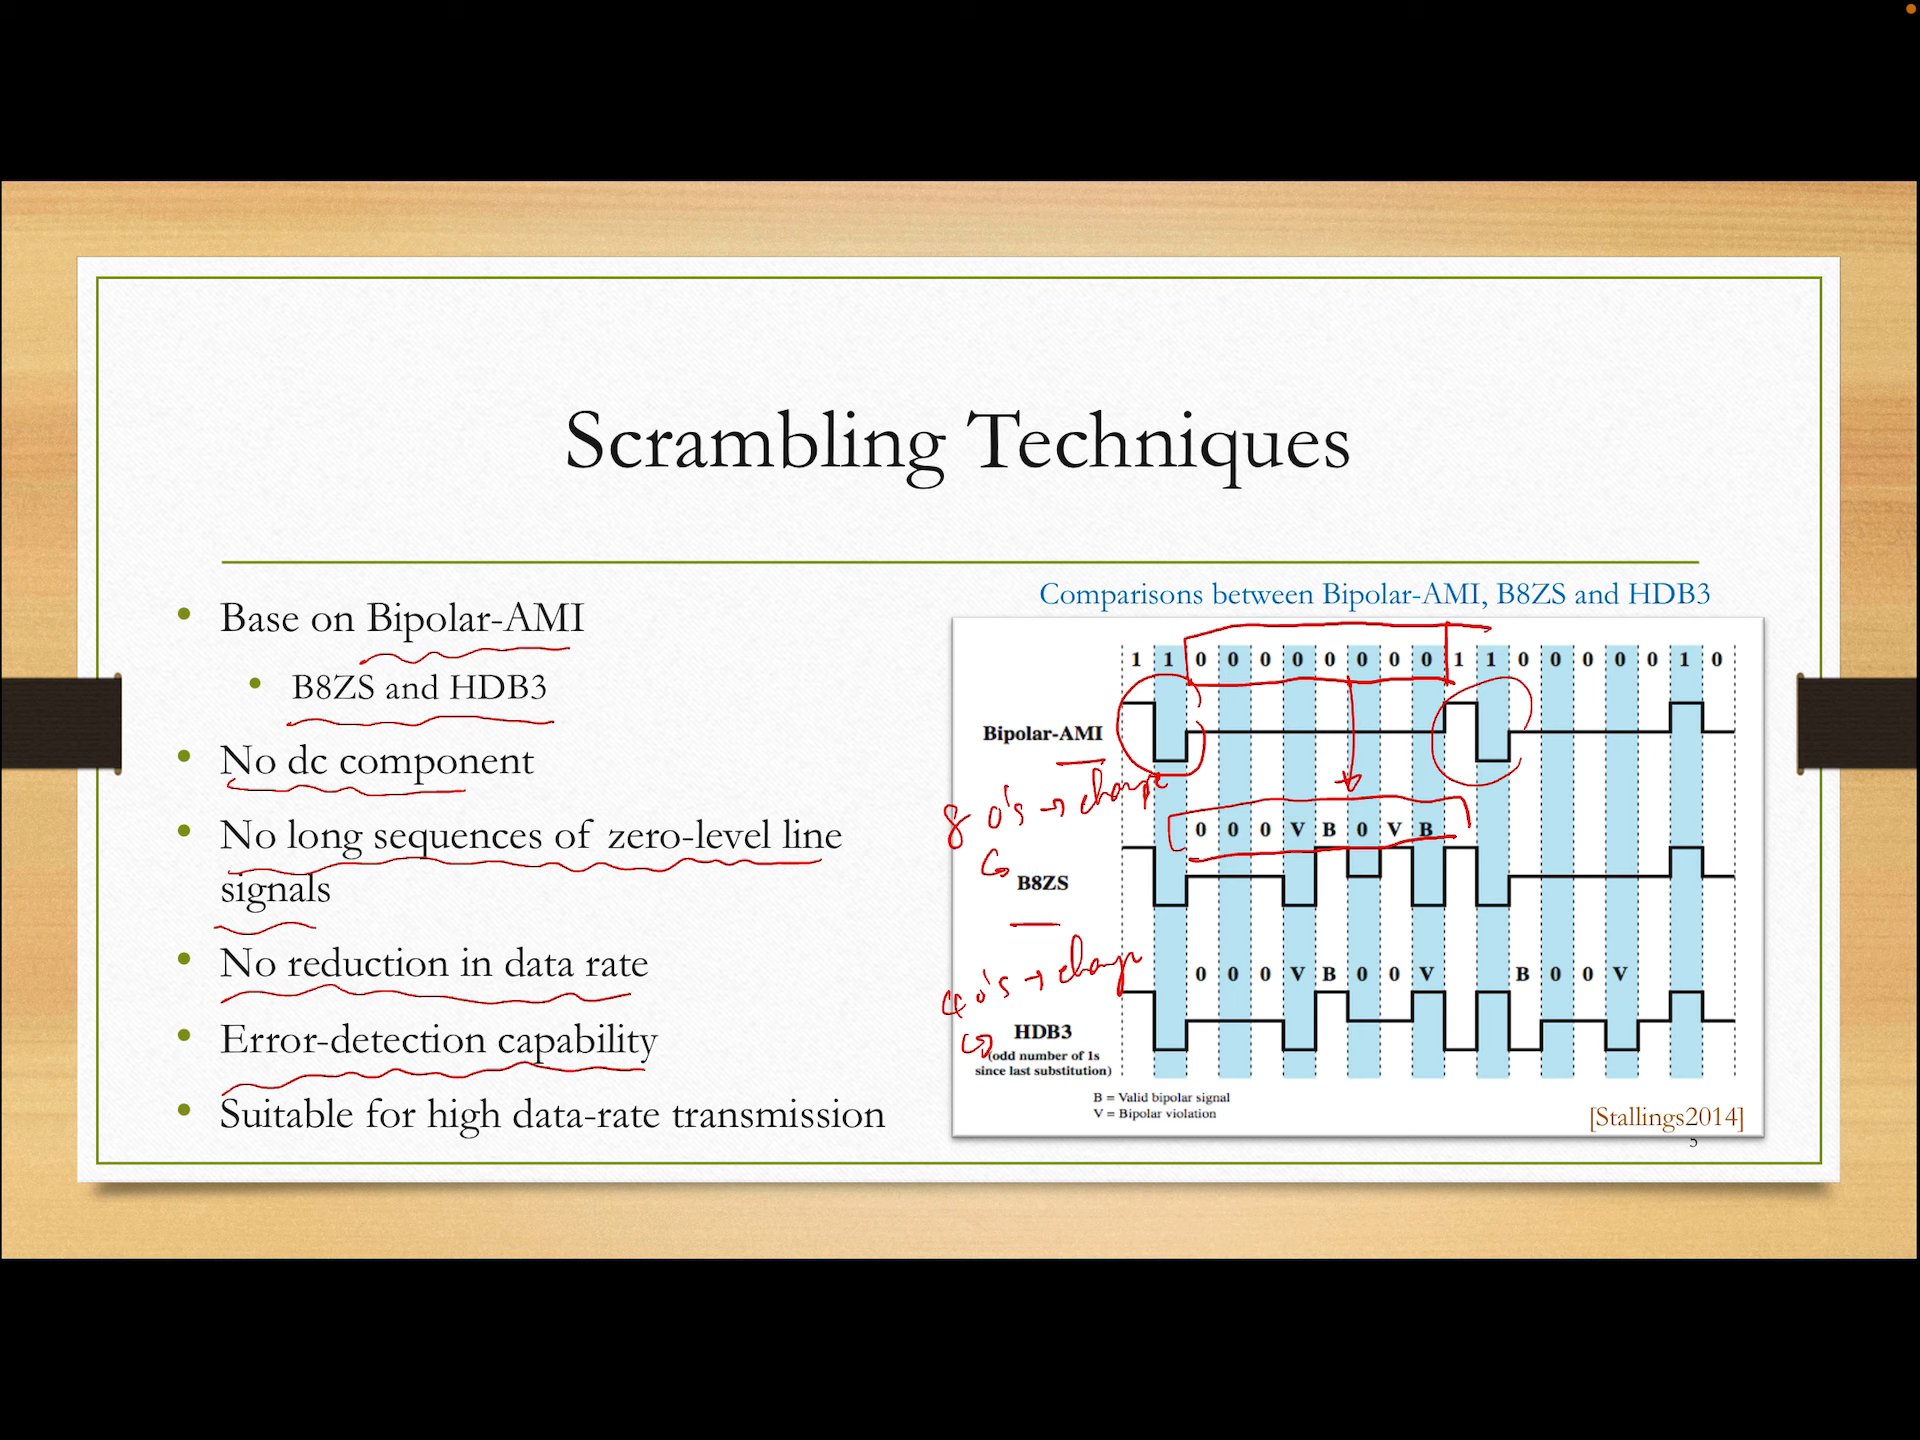 Scrambling Techniques
Base on Bipolar-AMI
B8ZS and HDB3
No dc component
No long sequences of zero-level line
signals
No reduction in data rate
Error-detection capability
Suitable for high data-rate transmission
Comparisons between Bipolar-AMI, B8ZS and HDB3
1 1 0 0 0 0 0 0 0 0 1 1 0 0 0 0 0 1 0
Bipolar-AMI
8 0's → change
0 0 0 V B 0 V B
B8ZS
4 0's → change
0 0 0 V B 0 0 V B 0 0 V
HDB3
(odd number of 1s
since last substitution)
B = Valid bipolar signal
V = Bipolar violation
[Stallings2014]
5